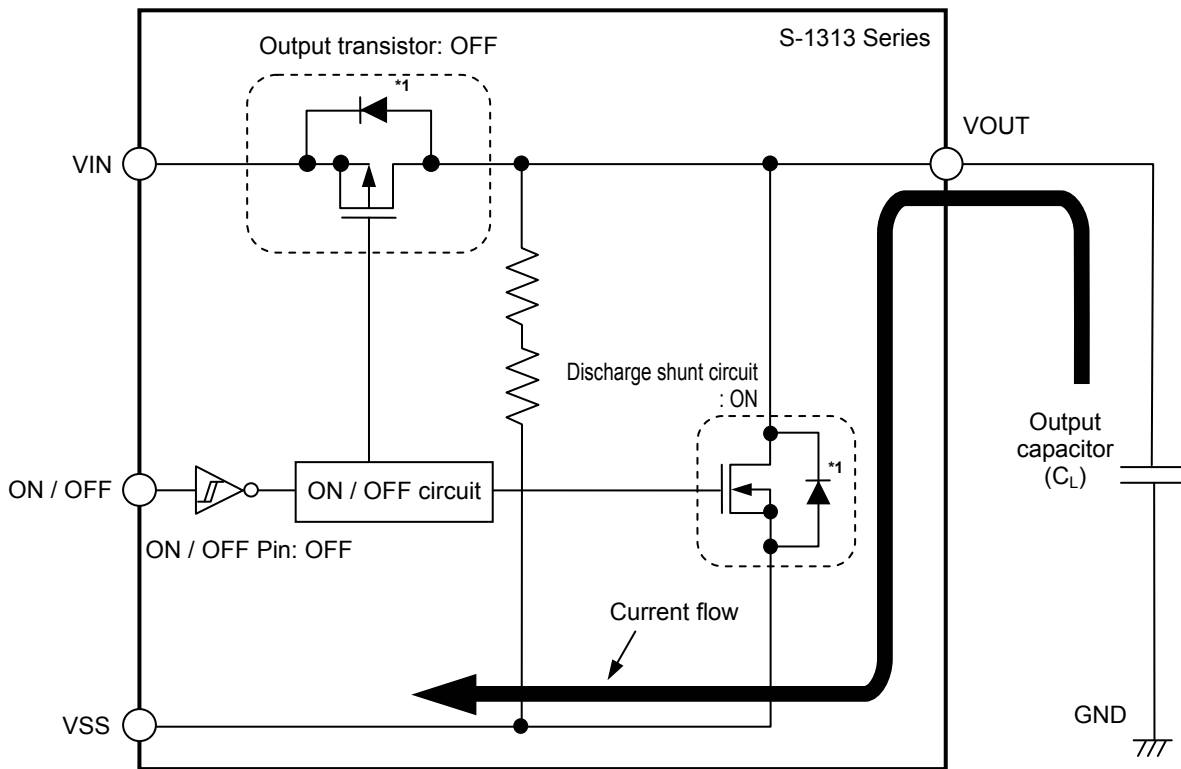 S-1313 Series
Output transistor: OFF
*1
VOUT
VIN
Discharge shunt circuit
: ON
*1
Output
capacitor
(CL)
ON / OFF
ON / OFF circuit
ON / OFF Pin: OFF
Current flow
GND
VSS